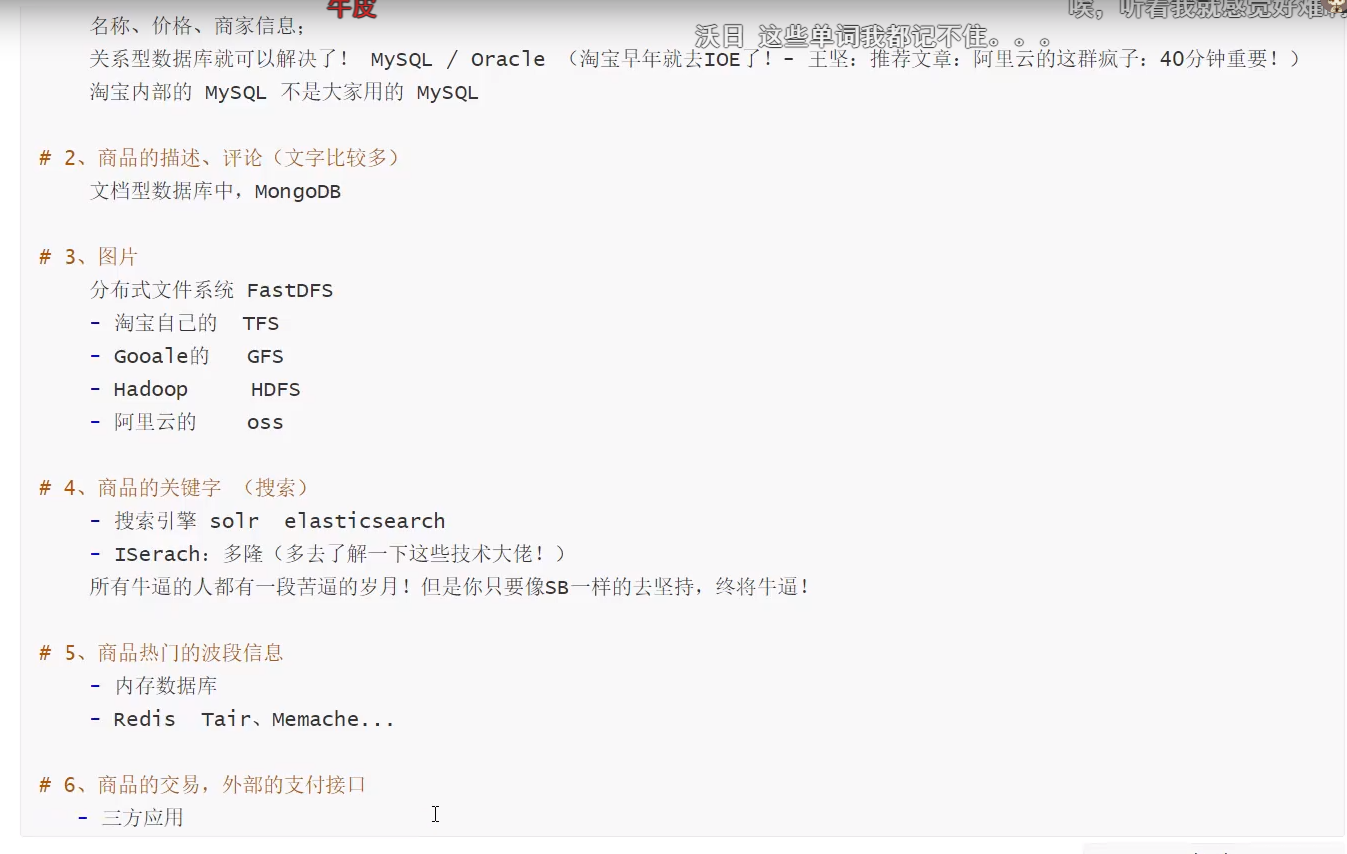 牛皮
唉，听着我就感觉好难
沃日 这些单词我都记不住。。。
名称、价格、商家信息；
关系型数据库就可以解决了！ MySQL / Oracle （淘宝早年就去IOE了！- 王坚：推荐文章：阿里云的这群疯子：40分钟重要！）
淘宝内部的 MySQL 不是大家用的 MySQL
# 2、商品的描述、评论（文字比较多）
文档型数据库中，MongoDB
# 3、图片
分布式文件系统 FastDFS
- 淘宝自己的 TFS
- Gooale的 GFS
- Hadoop HDFS
- 阿里云的 oss
# 4、商品的关键字 （搜索）
- 搜索引擎 solr elasticsearch
- ISerach：多隆（多去了解一下这些技术大佬！）
所有牛逼的人都有一段苦逼的岁月！但是你只要像SB一样的去坚持，终将牛逼！
# 5、商品热门的波段信息
- 内存数据库
- Redis Tair、Memache...
# 6、商品的交易，外部的支付接口
- 三方应用